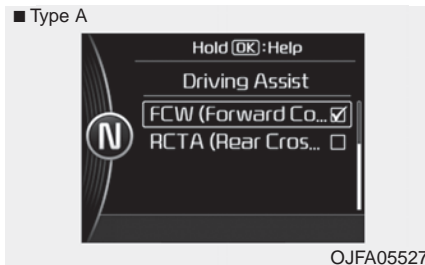 ■ Type A
Hold OK:Help
Driving Assist
FCW (Forward Co...
N
RCTA (Rear Cros...
OJFA05527